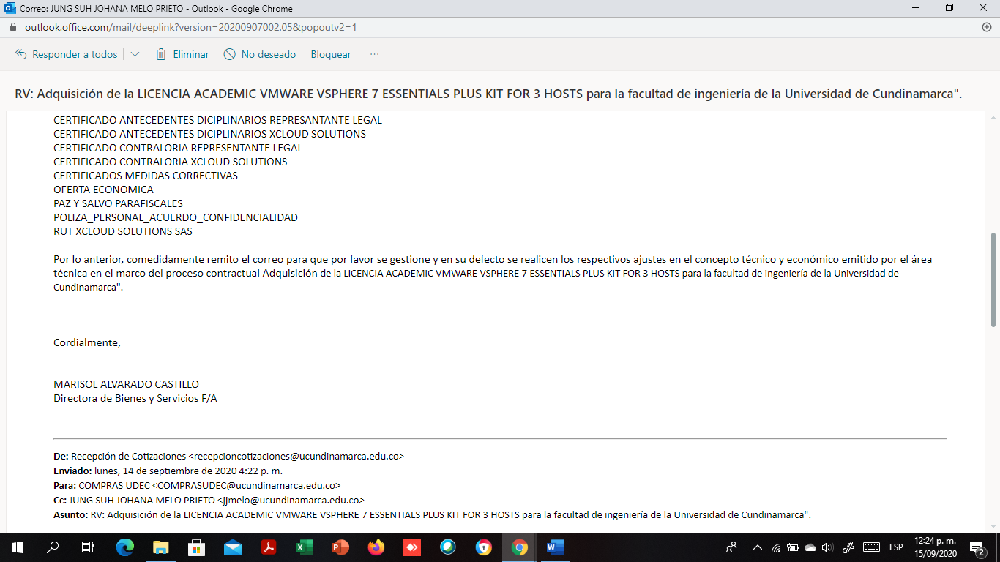 Correo: JUNG SUH JOHANA MELO PRIETO - Outlook - Google Chrome
outlook.office.com/mail/deeplink?version=20200907002.05&popoutv2=1
Responder a todos Eliminar No deseado Bloquear ...
RV: Adquisición de la LICENCIA ACADEMIC VMWARE VSPHERE 7 ESSENTIALS PLUS KIT FOR 3 HOSTS para la facultad de ingeniería de la Universidad de Cundinamarca".
CERTIFICADO ANTECEDENTES DICIPLINARIOS REPRESANTANTE LEGAL
CERTIFICADO ANTECEDENTES DICIPLINARIOS XCLOUD SOLUTIONS
CERTIFICADO CONTRALORIA REPRESENTANTE LEGAL
CERTIFICADO CONTRALORIA XCLOUD SOLUTIONS
CERTIFICADOS MEDIDAS CORRECTIVAS
OFERTA ECONOMICA
PAZ Y SALVO PARAFISCALES
POLIZA_PERSONAL_ACUERDO_CONFIDENCIALIDAD
RUT XCLOUD SOLUTIONS SAS
Por lo anterior, comedidamente remito el correo para que por favor se gestione y en su defecto se realicen los respectivos ajustes en el concepto técnico y económico emitido por el área
técnica en el marco del proceso contractual Adquisición de la LICENCIA ACADEMIC VMWARE VSPHERE 7 ESSENTIALS PLUS KIT FOR 3 HOSTS para la facultad de ingeniería de la Universidad de
Cundinamarca".
Cordialmente,
MARISOL ALVARADO CASTILLO
Directora de Bienes y Servicios F/A
De: Recepción de Cotizaciones <recepcioncotizaciones@ucundinamarca.edu.co>
Enviado: lunes, 14 de septiembre de 2020 4:22 p. m.
Para: COMPRAS UDEC <COMPRASUDEC@ucundinamarca.edu.co>
Cc: JUNG SUH JOHANA MELO PRIETO <jjmelo@ucundinamarca.edu.co>
Asunto: RV: Adquisición de la LICENCIA ACADEMIC VMWARE VSPHERE 7 ESSENTIALS PLUS KIT FOR 3 HOSTS para la facultad de ingeniería de la Universidad de Cundinamarca".
ESP
12:24 p. m.
15/09/2020
2